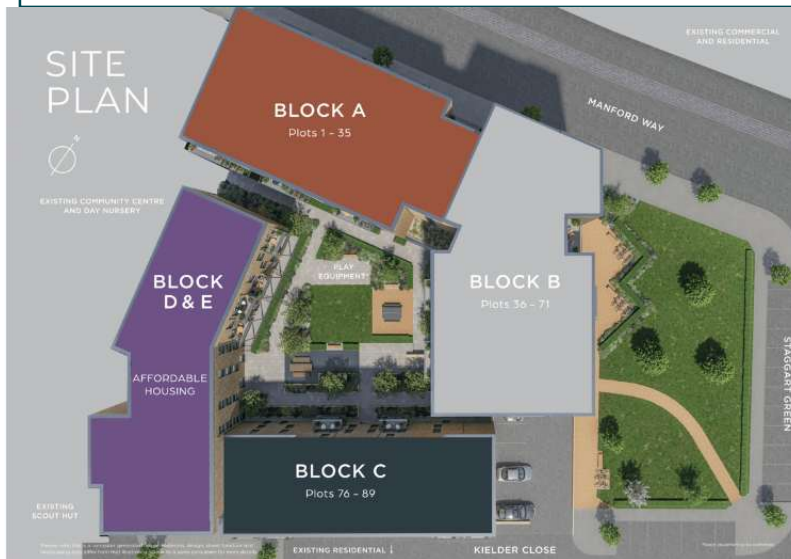 SITE
PLAN
N
EXISTING COMMERCIAL
AND RESIDENTIAL
MANFORD WAY
BLOCK A
Plots 1 - 35
EXISTING COMMUNITY CENTRE
AND DAY NURSERY
BLOCK
D & E
AFFORDABLE
HOUSING
PLAY
EQUIPMENT*
BLOCK B
Plots 36 - 71
STAGGART GREEN
BLOCK C
Plots 76 - 89
EXISTING
SCOUT HUT
EXISTING RESIDENTIAL ↓
KIELDER CLOSE